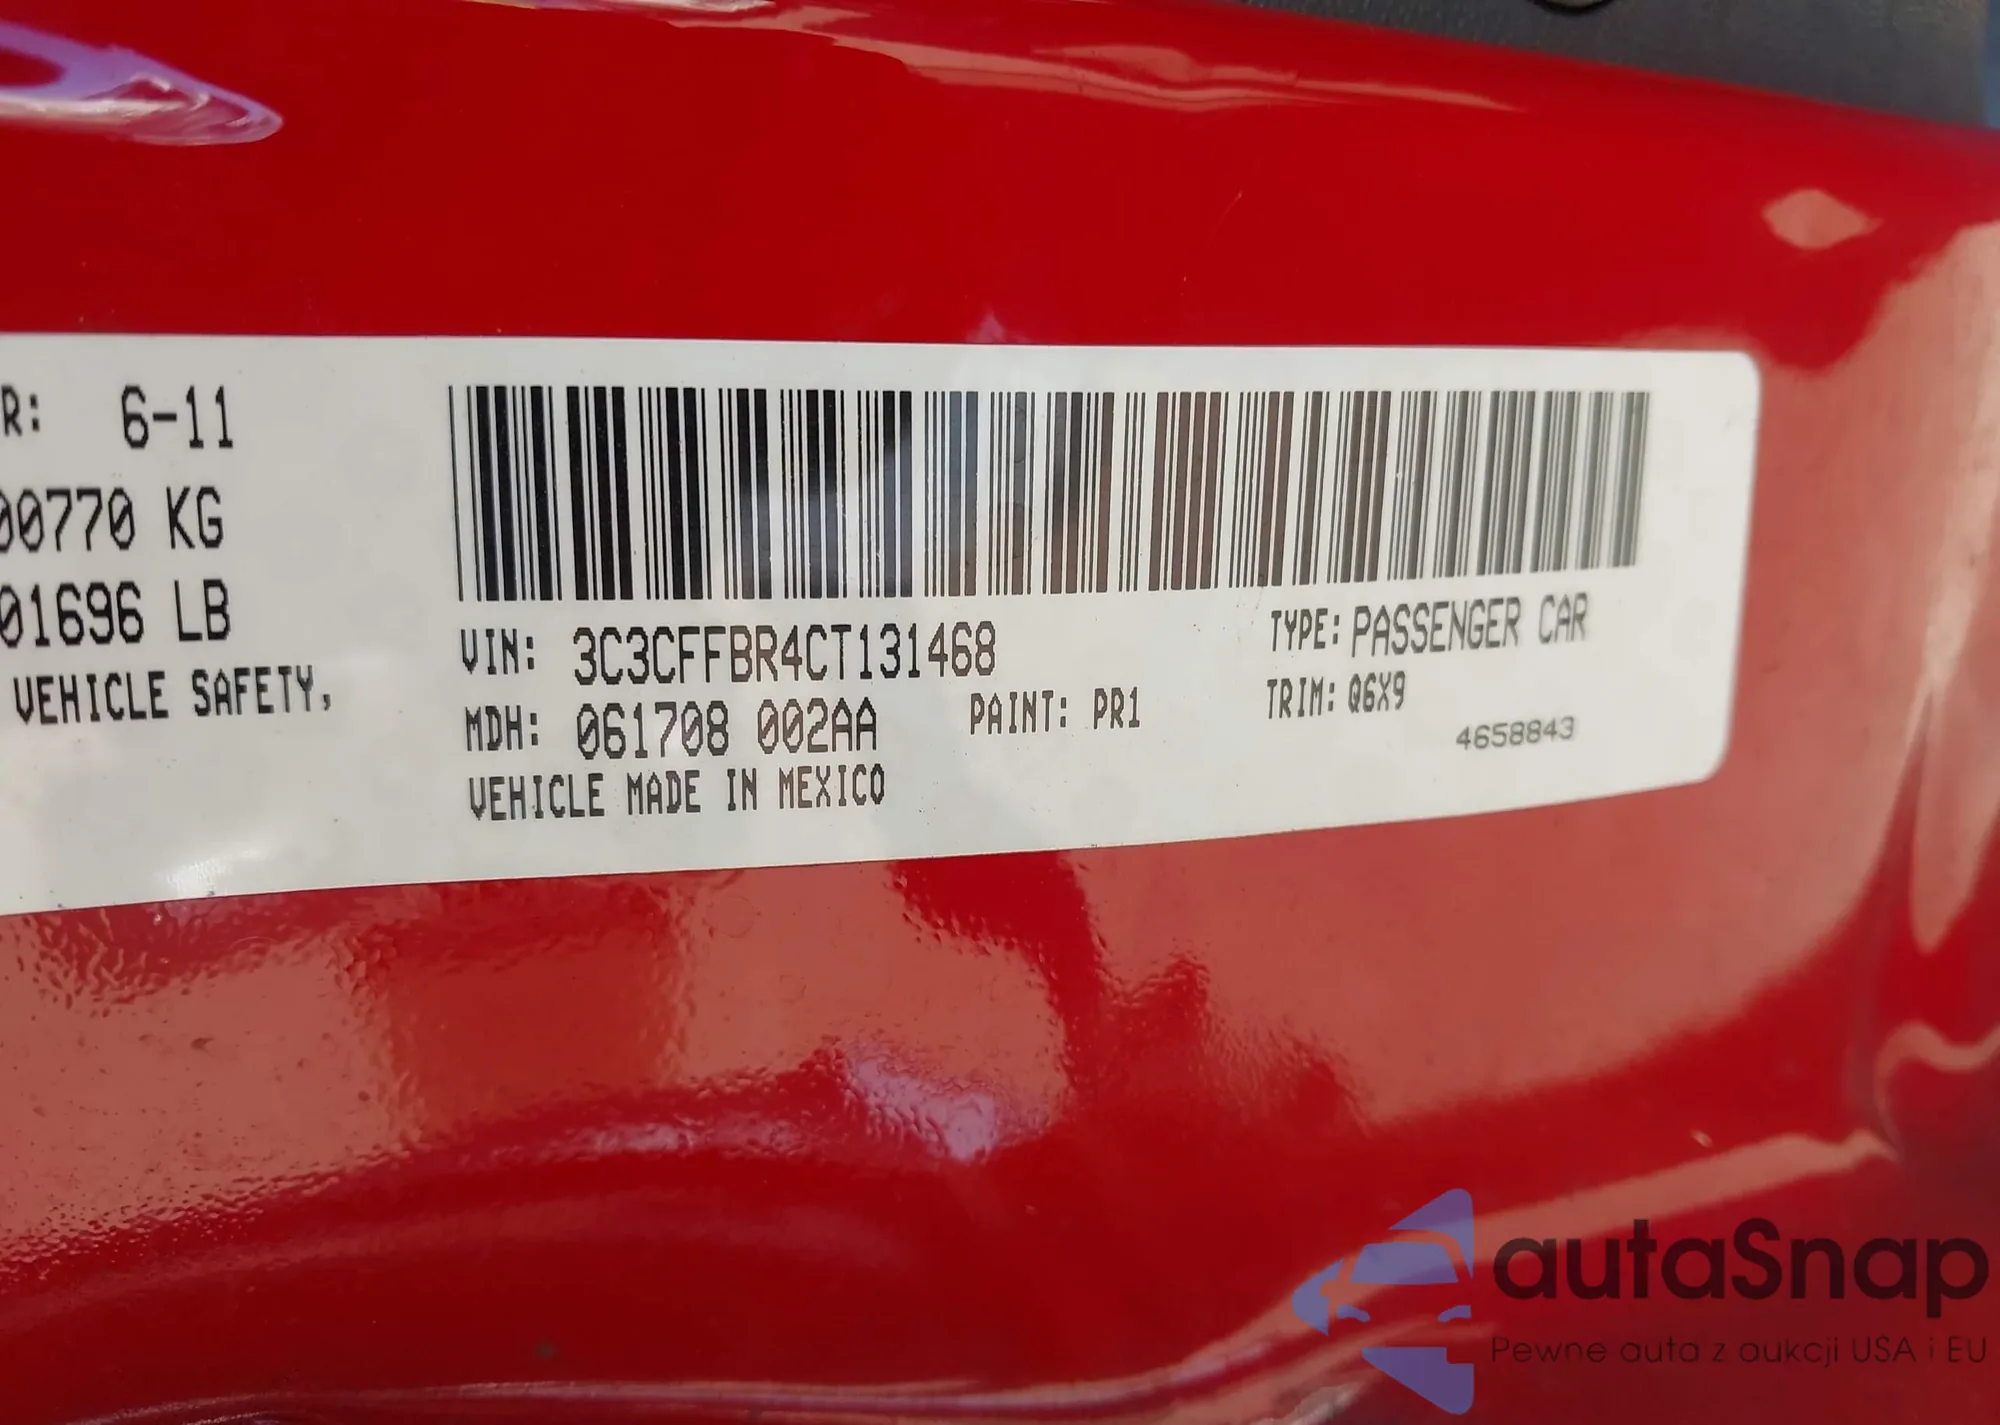 R: 6-11
00770 KG
01696 LB
VEHICLE SAFETY,
VIN: 3C3CFFBR4CT131468
TYPE: PASSENGER CAR
MDH: 061708 002AA
PAINT: PR1
TRIM: Q6X9
4658843
VEHICLE MADE IN MEXICO
autaSnap
Pewne auta z aukcji USA i EU